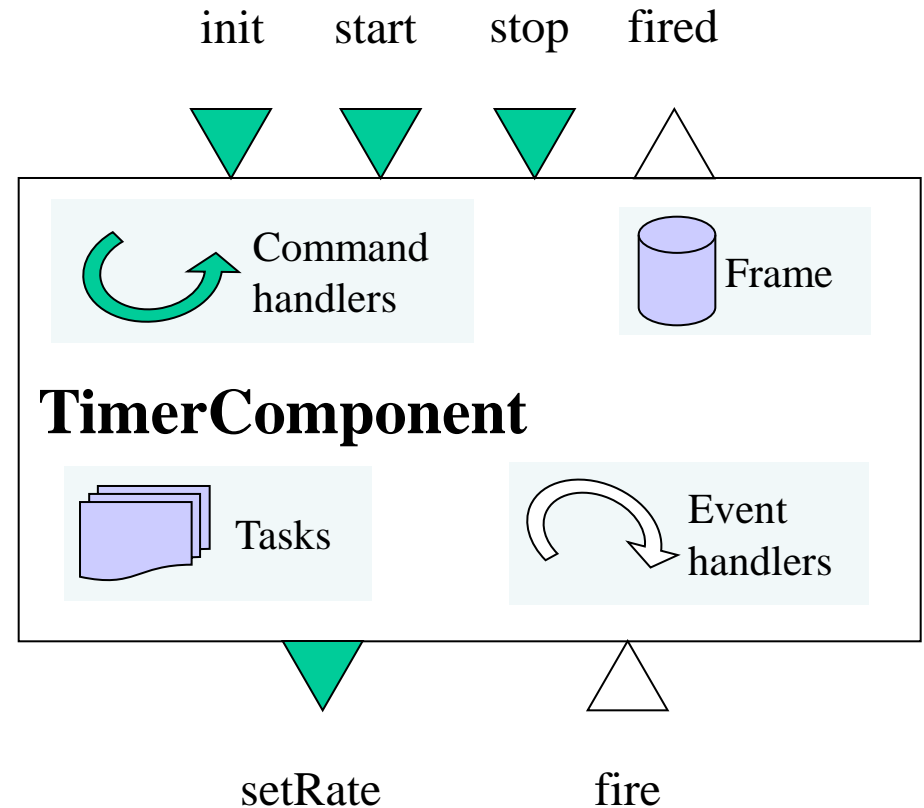 init start stop fired
Command
handlers
Frame
TimerComponent
Tasks
Event
handlers
setRate fire